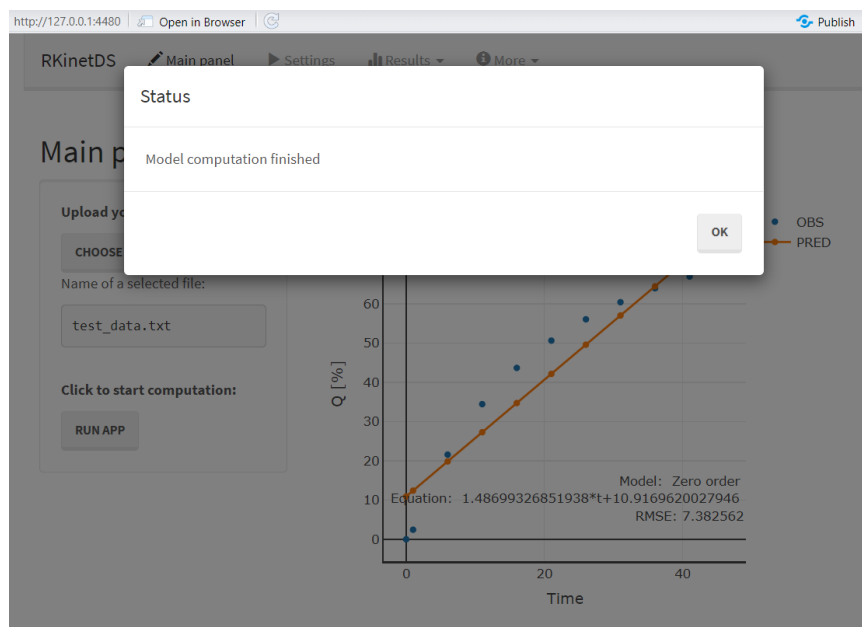 http://127.0.0.1:4480 Open in Browser Publish
RKinetDS Main panel Settings Results More
Status
Model computation finished
OK
Main p
Upload yo
CHOOSE
Name of a selected file:
test_data.txt
Click to start computation:
RUN APP
OBS
PRED
60
50
40
30
20
10
0
Q [%]
Model: Zero order
Equation: 1.48699326851938*t+10.9169620027946
RMSE: 7.382562
0 20 40
Time